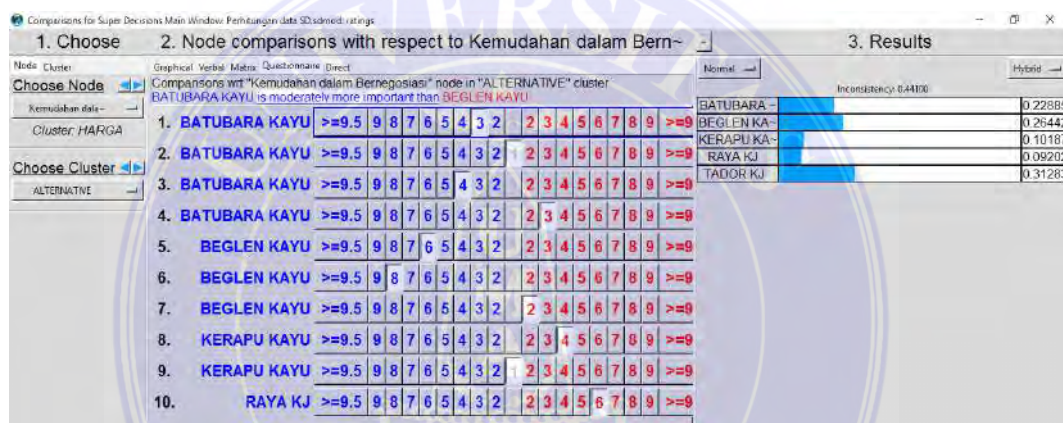 Comparisons for Super Decisions Main Window: Perhitungan data SD.sdmod: ratings
1. Choose
2. Node comparisons with respect to Kemudahan dalam Bern~
3. Results
Node Cluster
Choose Node
Kemudahan dala~
Cluster: HARGA
Choose Cluster
ALTERNATIVE
Graphical Verbal Matrix Questionnaire Direct
Comparisons wrt "Kemudahan dalam Bernegosiasi" node in "ALTERNATIVE" cluster
BATUBARA KAYU is moderately more important than BEGLEN KAYU
1. BATUBARA KAYU >=9.5 9 8 7 6 5 4 3 2 2 3 4 5 6 7 8 9 >=9
2. BATUBARA KAYU >=9.5 9 8 7 6 5 4 3 2 1 2 3 4 5 6 7 8 9 >=9
3. BATUBARA KAYU >=9.5 9 8 7 6 5 4 3 2 2 3 4 5 6 7 8 9 >=9
4. BATUBARA KAYU >=9.5 9 8 7 6 5 4 3 2 2 3 4 5 6 7 8 9 >=9
5. BEGLEN KAYU >=9.5 9 8 7 6 5 4 3 2 2 3 4 5 6 7 8 9 >=9
6. BEGLEN KAYU >=9.5 9 8 7 6 5 4 3 2 2 3 4 5 6 7 8 9 >=9
7. BEGLEN KAYU >=9.5 9 8 7 6 5 4 3 2 2 3 4 5 6 7 8 9 >=9
8. KERAPU KAYU >=9.5 9 8 7 6 5 4 3 2 2 3 4 5 6 7 8 9 >=9
9. KERAPU KAYU >=9.5 9 8 7 6 5 4 3 2 1 2 3 4 5 6 7 8 9 >=9
10. RAYA KJ >=9.5 9 8 7 6 5 4 3 2 2 3 4 5 6 7 8 9 >=9
Normal
Hybrid
Inconsistency: 0.44100
BATUBARA ~ 0.2288
BEGLEN KA~ 0.2644
KERAPU KA~ 0.1018
RAYA KJ 0.0920
TADOR KJ 0.3128